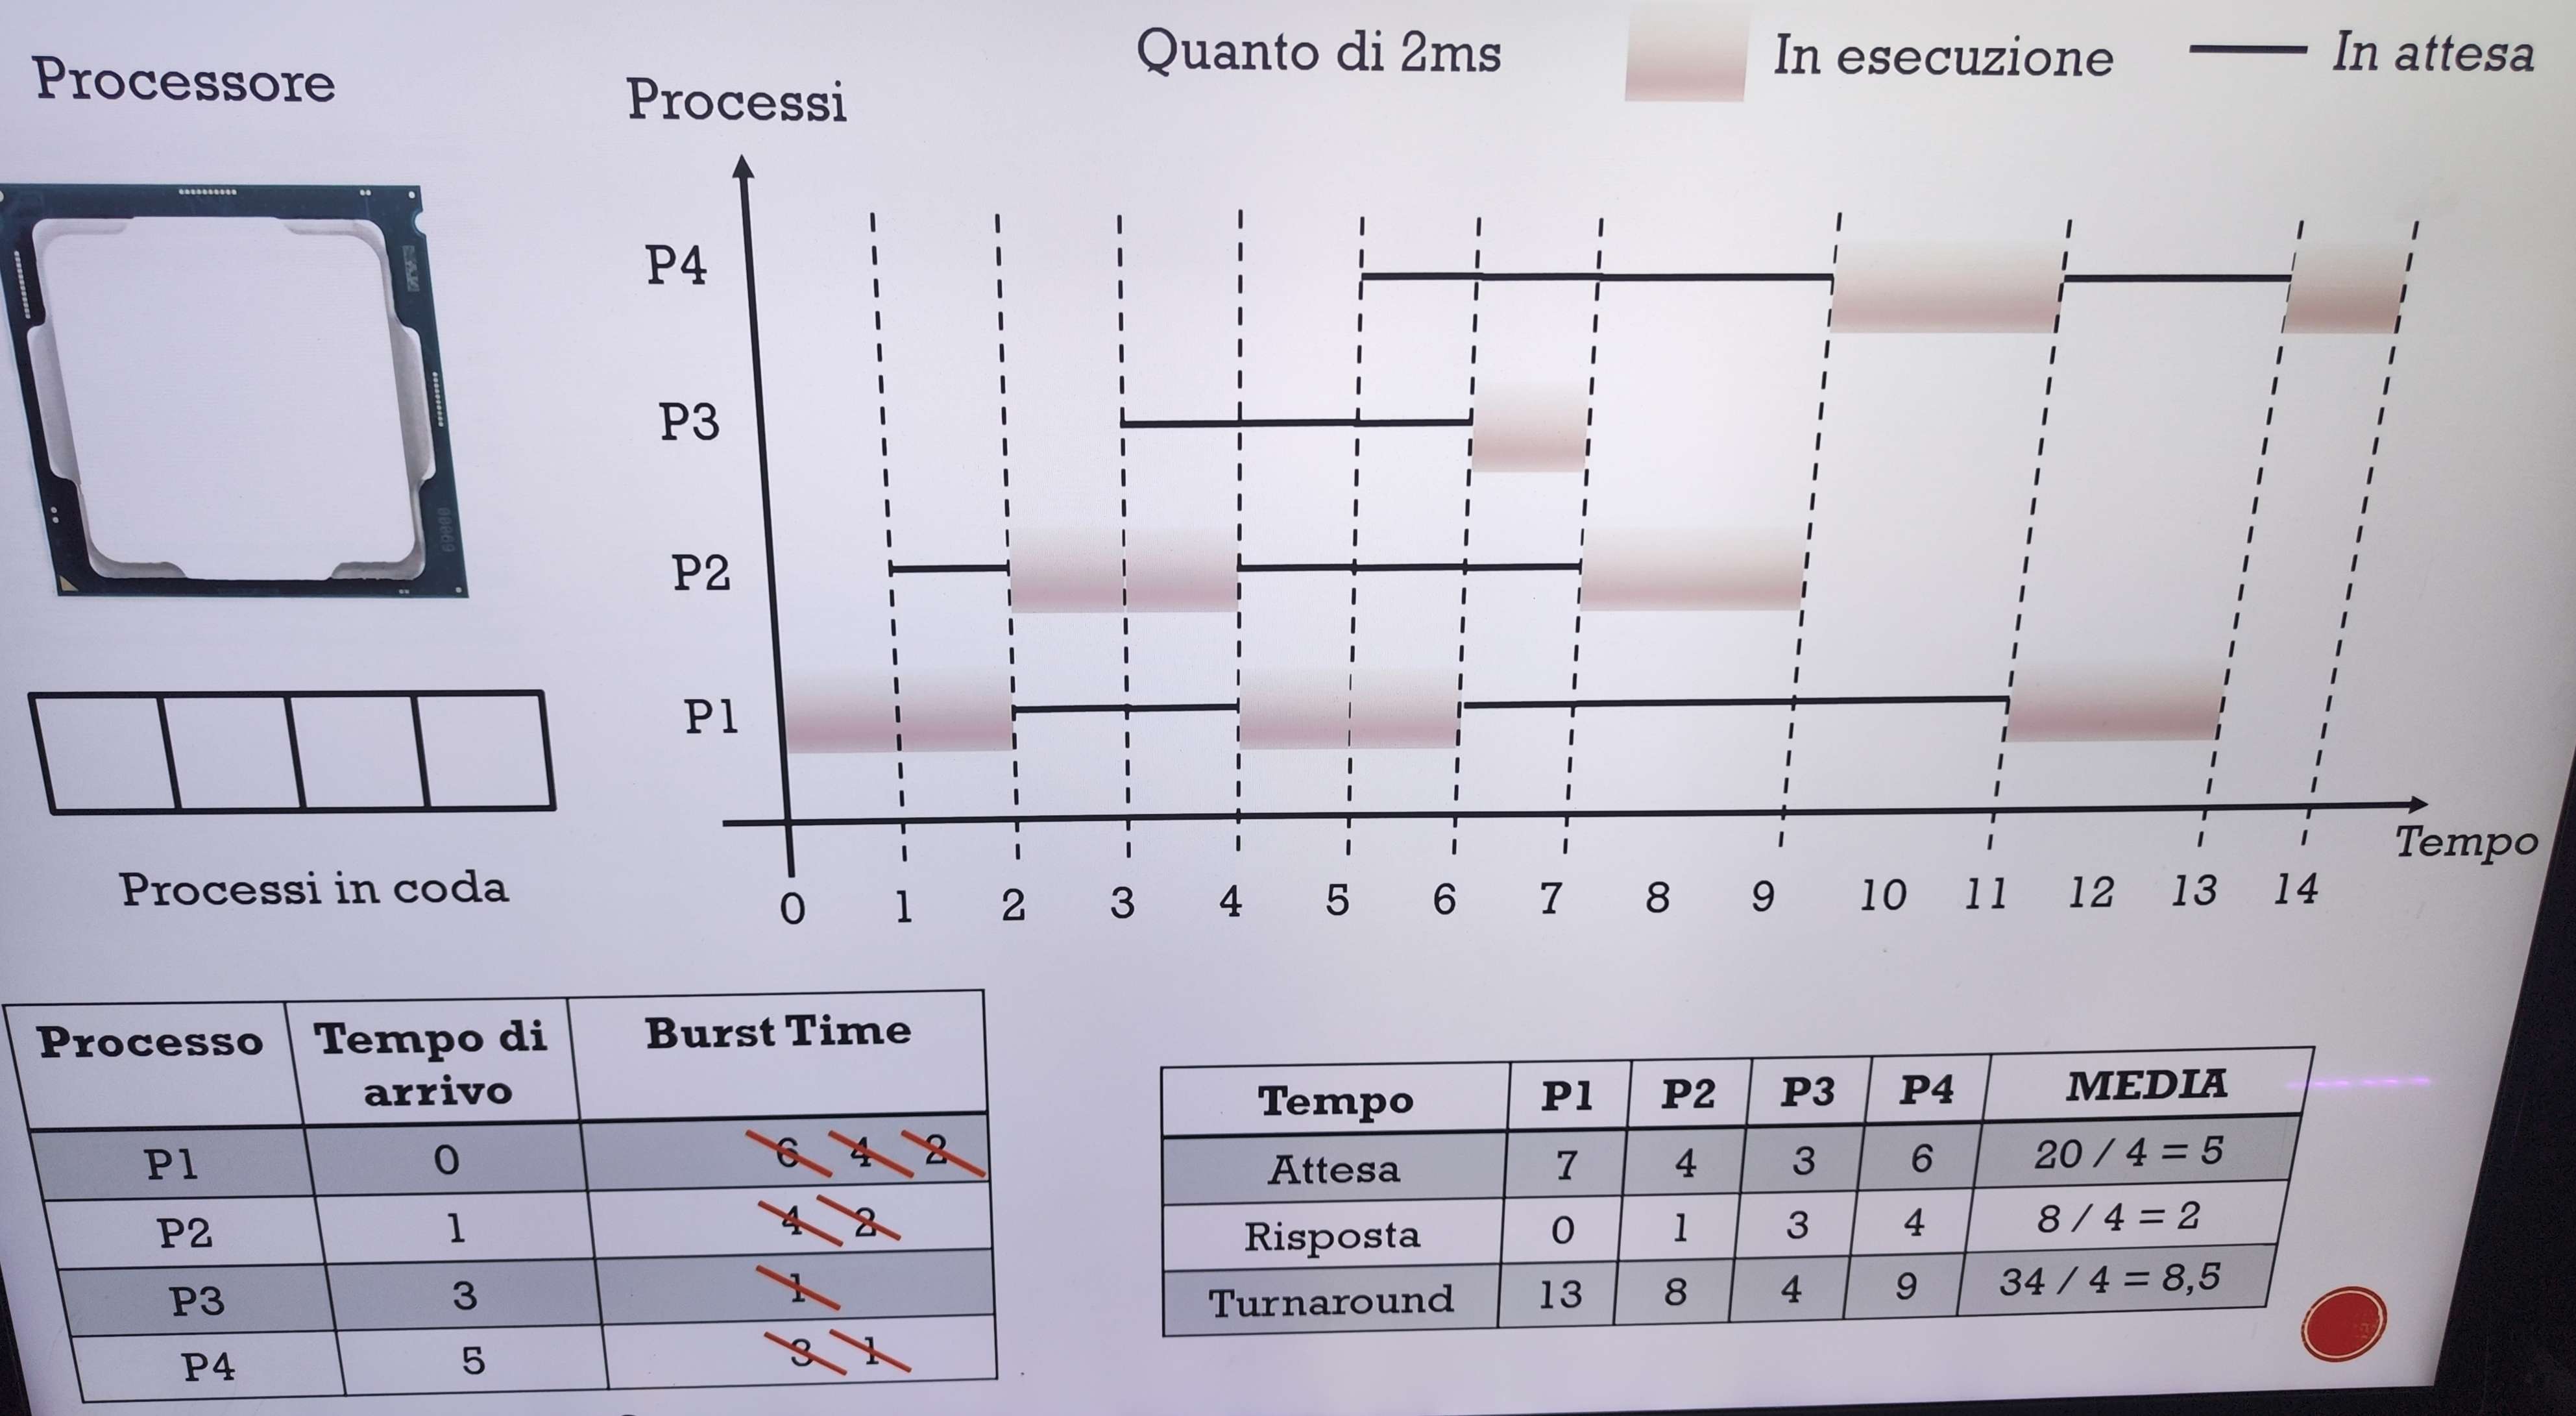 Processore
Processi
Quanto di 2ms
In esecuzione
In attesa
P4
P3
P2
P1
0 1 2 3 4 5 6 7 8 9 10 11 12 13 14
Tempo
Processi in coda
Processo Tempo di arrivo Burst Time
P1 0 6 4 2
P2 1 4 2
P3 3 1
P4 5 3 1
Tempo P1 P2 P3 P4 MEDIA
Attesa 7 4 3 6 20 / 4 = 5
Risposta 0 1 3 4 8 / 4 = 2
Turnaround 13 8 4 9 34 / 4 = 8,5